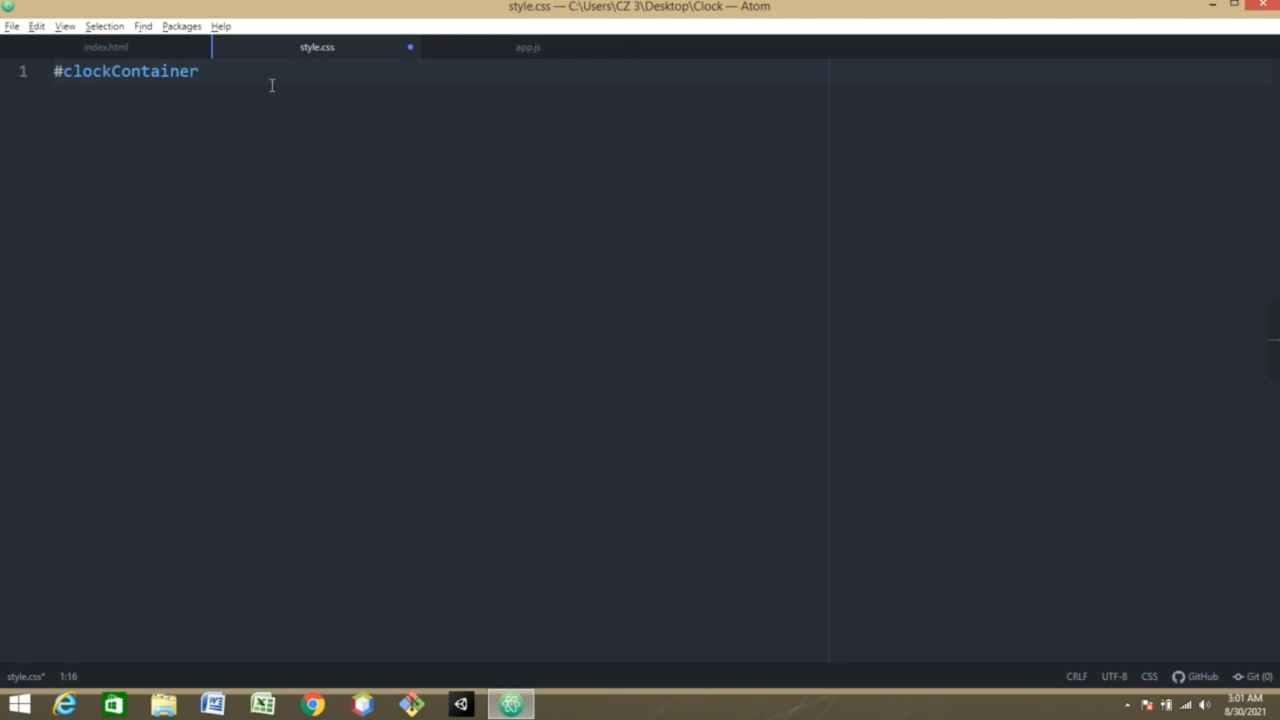 style.css — C:\Users\CZ 3\Desktop\Clock — Atom
File Edit View Selection Find Packages Help
index.html style.css app.js
1 #clockContainer
style.css* 1:16 CRLF UTF-8 CSS GitHub Git (0)
3:01 AM
8/30/2021